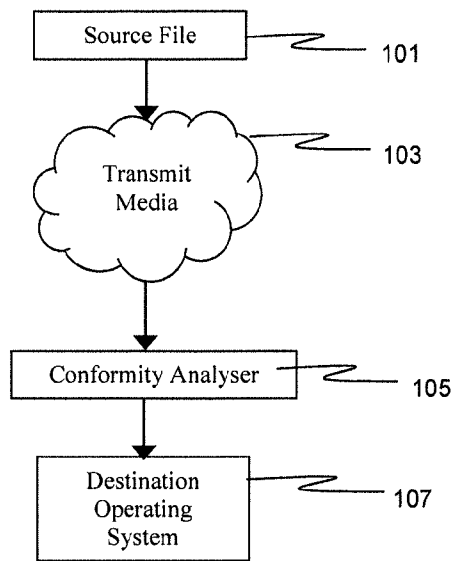 Source File
101
103
Transmit
Media
Conformity Analyser
105
Destination
Operating
System
107